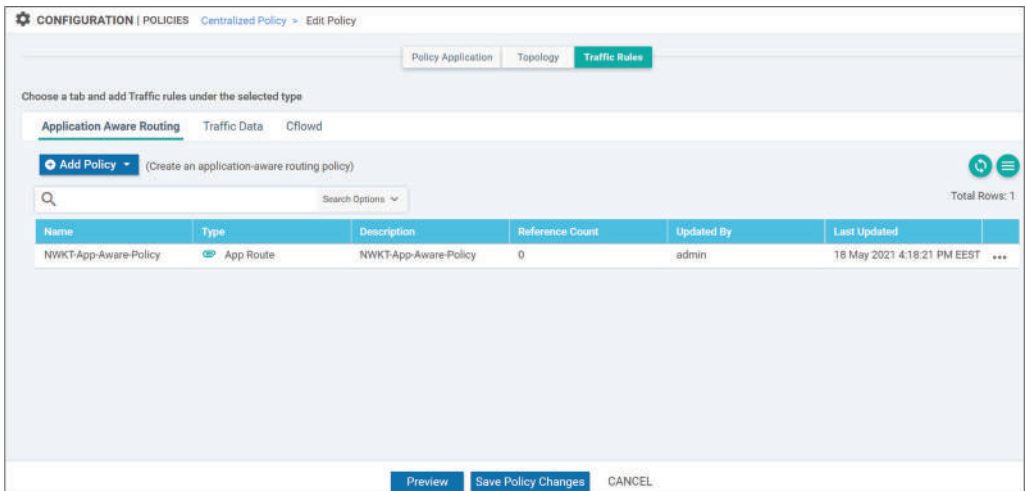 CONFIGURATION | POLICIES Centralized Policy > Edit Policy
Policy Application Topology Traffic Rules
Choose a tab and add Traffic rules under the selected type
Application Aware Routing Traffic Data Cflowd
Add Policy (Create an application-aware routing policy)
Search Options Total Rows: 1
Name Type Description Reference Count Updated By Last Updated
NWKT-App-Aware-Policy App Route NWKT-App-Aware-Policy 0 admin 18 May 2021 4:18:21 PM EEST
Preview Save Policy Changes CANCEL